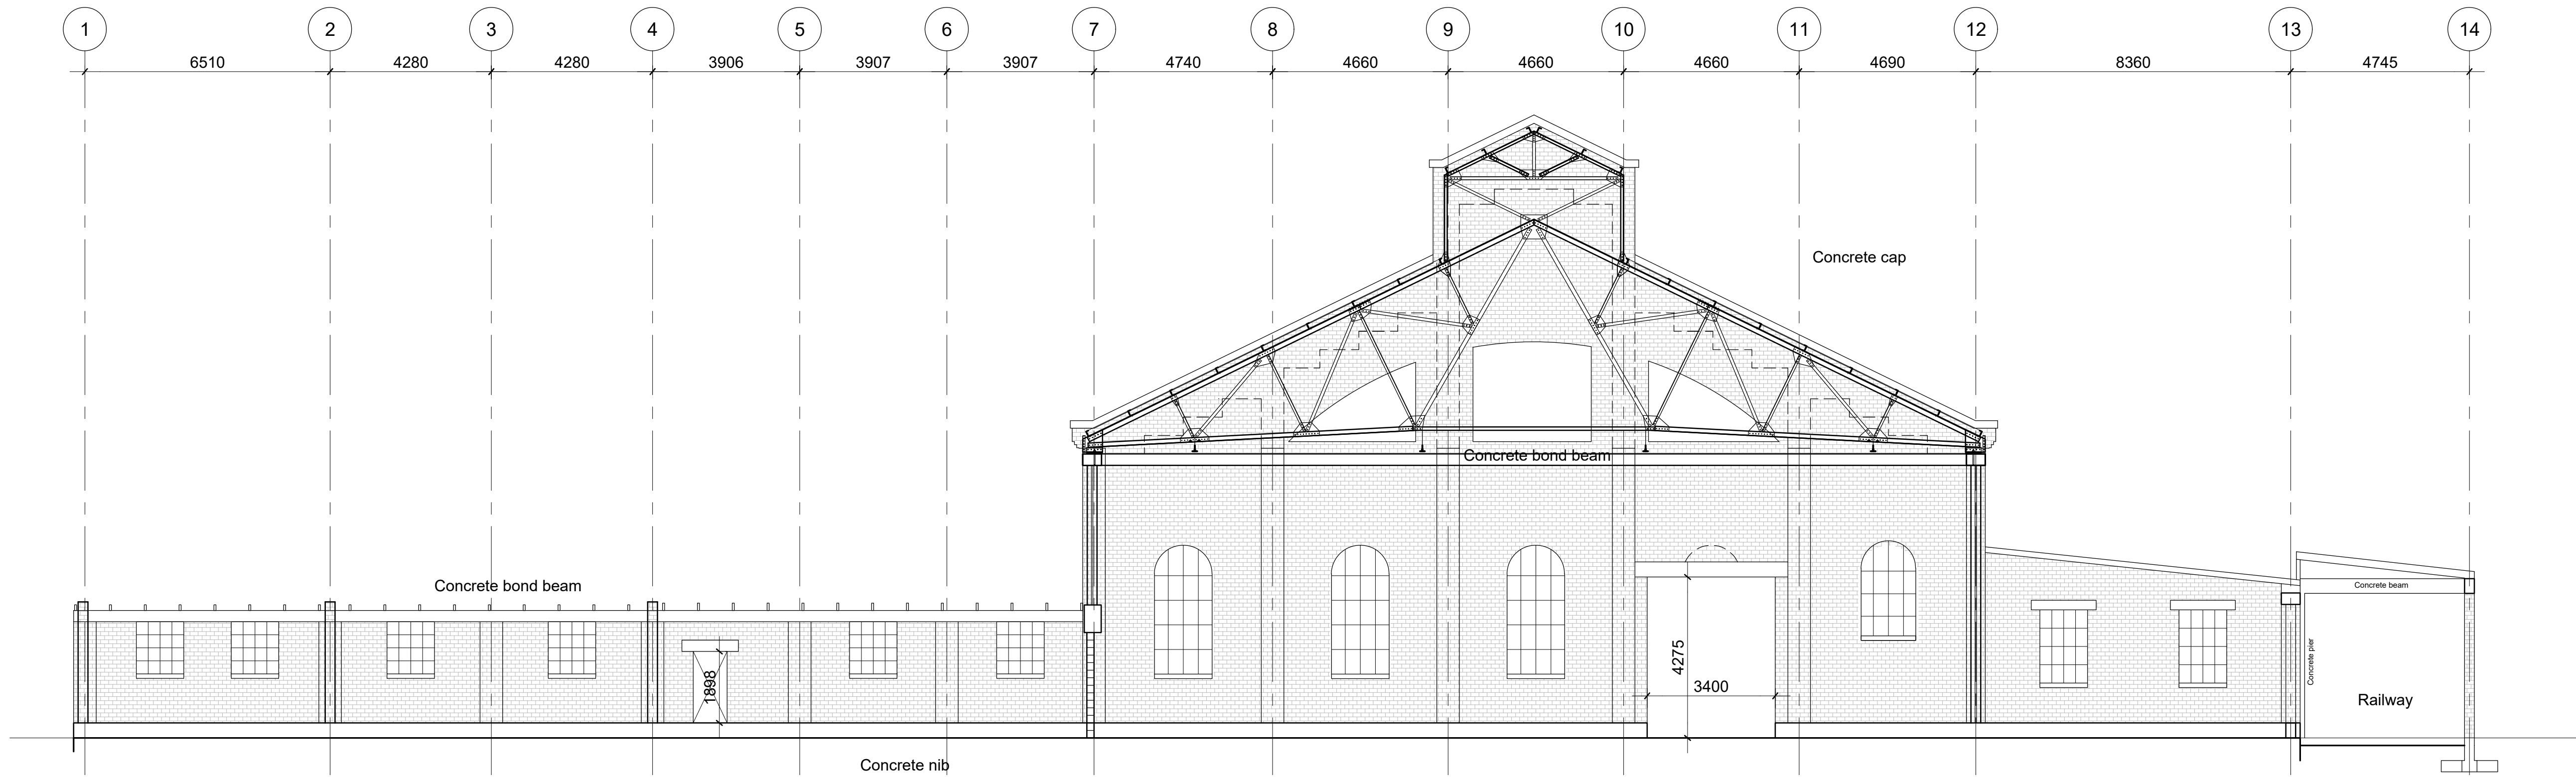 1 2 3 4 5 6 7 8 9 10 11 12 13 14
6510 4280 4280 3906 3907 3907 4740 4660 4660 4660 4690 8360 4745
Concrete cap
Concrete bond beam
Concrete bond beam
Concrete beam
Concrete pier
1898
4275
3400
Railway
Concrete nib